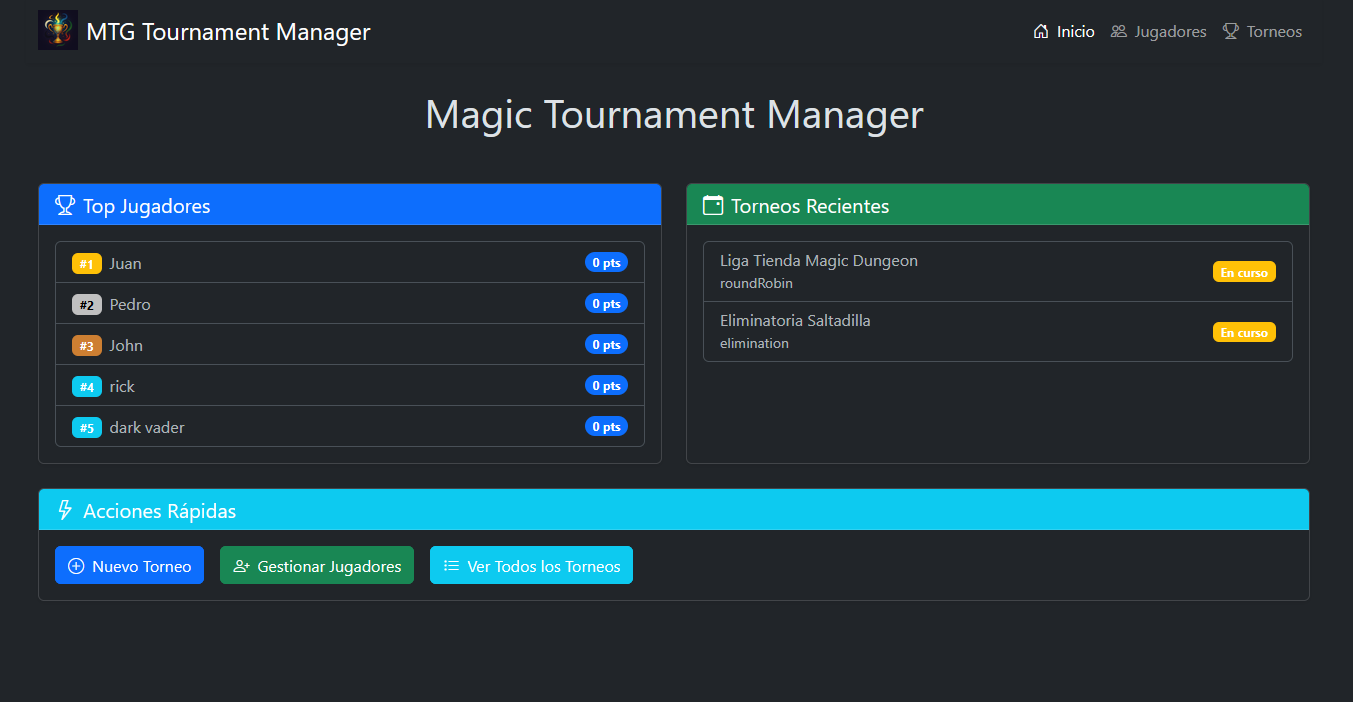 MTG Tournament Manager
Inicio
Jugadores
Torneos
Magic Tournament Manager
Top Jugadores
#1 Juan 0 pts
#2 Pedro 0 pts
#3 John 0 pts
#4 rick 0 pts
#5 dark vader 0 pts
Torneos Recientes
Liga Tienda Magic Dungeon
roundRobin
En curso
Eliminatoria Saltadilla
elimination
En curso
Acciones Rápidas
Nuevo Torneo
Gestionar Jugadores
Ver Todos los Torneos